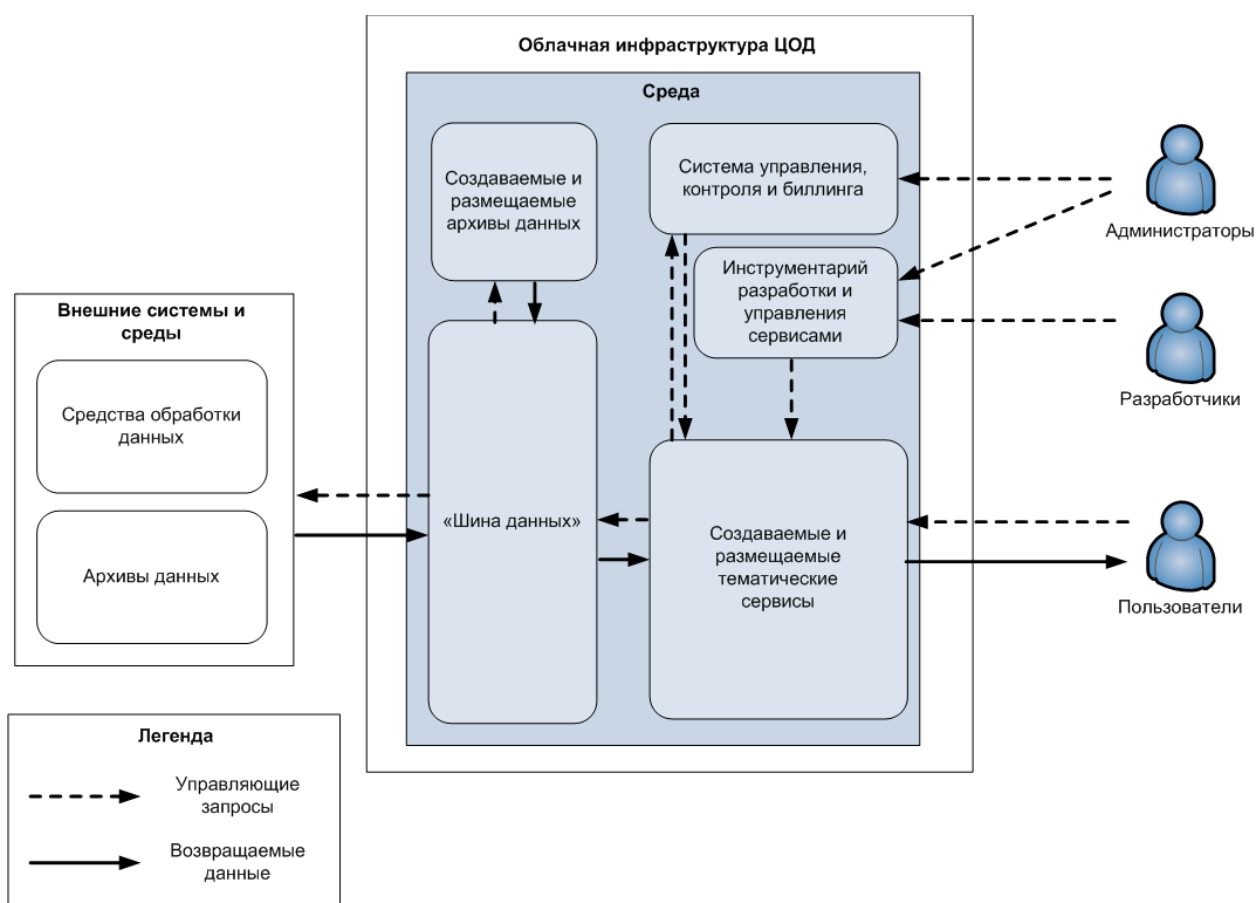 Облачная инфраструктура ЦОД
Среда
Создаваемые и
размещаемые
архивы данных
Система управления,
контроля и биллинга
Администраторы
Инструментарий
разработки и
управления
сервисами
Разработчики
Внешние системы и
среды
Средства обработки
данных
Архивы данных
«Шина данных»
Создаваемые и
размещаемые
тематические
сервисы
Пользователи
Легенда
Управляющие
запросы
Возвращаемые
данные